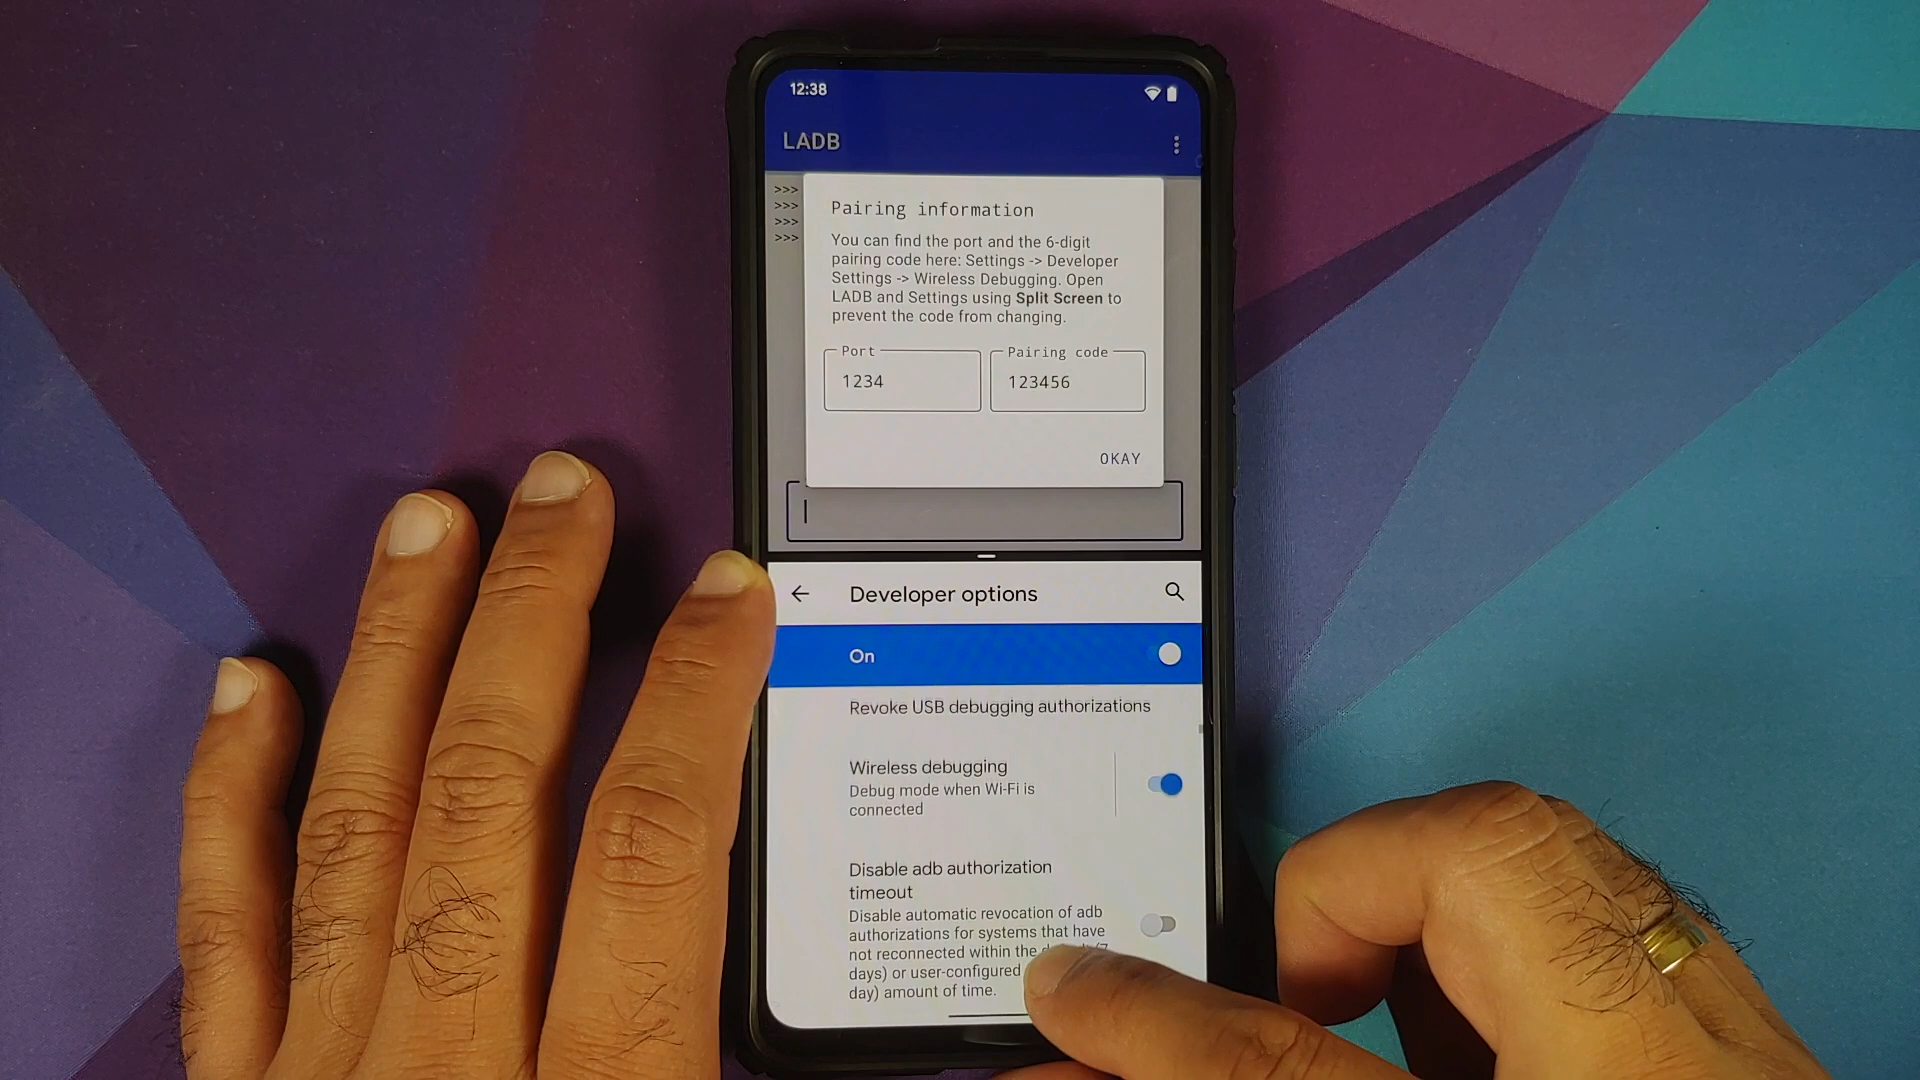 12:38
LADB
>>>
>>>
>>>
>>>
Pairing information
You can find the port and the 6-digit
pairing code here: Settings -> Developer
Settings -> Wireless Debugging. Open
LADB and Settings using Split Screen to
prevent the code from changing.
Port
1234
Pairing code
123456
OKAY
Developer options
On
Revoke USB debugging authorizations
Wireless debugging
Debug mode when Wi-Fi is
connected
Disable adb authorization
timeout
Disable automatic revocation of adb
authorizations for systems that have
not reconnected within the
days) or user-configured
day) amount of time.